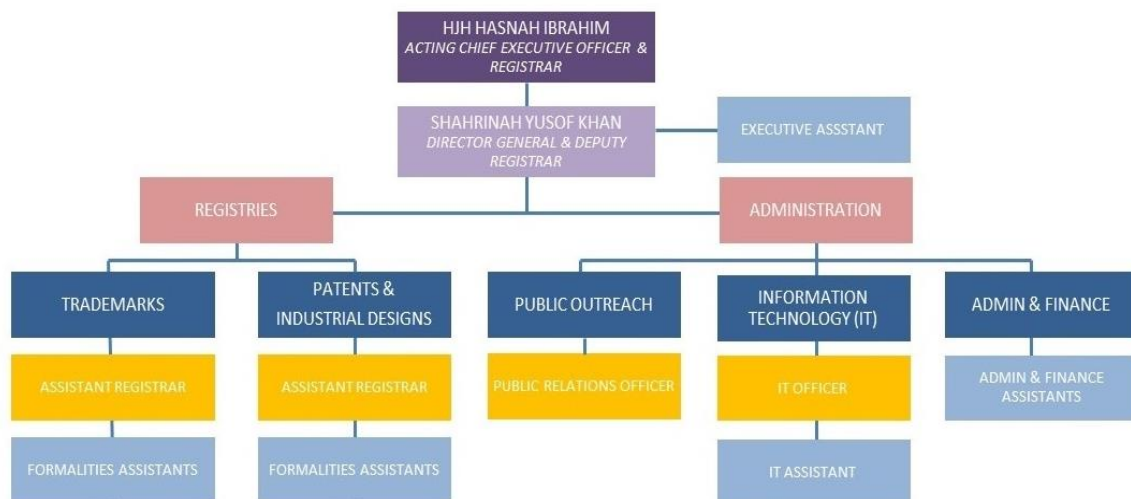 HJH HASNAH IBRAHIM
ACTING CHIEF EXECUTIVE OFFICER &
REGISTRAR
SHAHRINAH YUSOF KHAN
DIRECTOR GENERAL & DEPUTY
REGISTRAR
EXECUTIVE ASSSTANT
REGISTRIES
ADMINISTRATION
TRADEMARKS
PATENTS &
INDUSTRIAL DESIGNS
PUBLIC OUTREACH
INFORMATION
TECHNOLOGY (IT)
ADMIN & FINANCE
ASSISTANT REGISTRAR
ASSISTANT REGISTRAR
PUBLIC RELATIONS OFFICER
IT OFFICER
ADMIN & FINANCE
ASSISTANTS
FORMALITIES ASSISTANTS
FORMALITIES ASSISTANTS
IT ASSISTANT